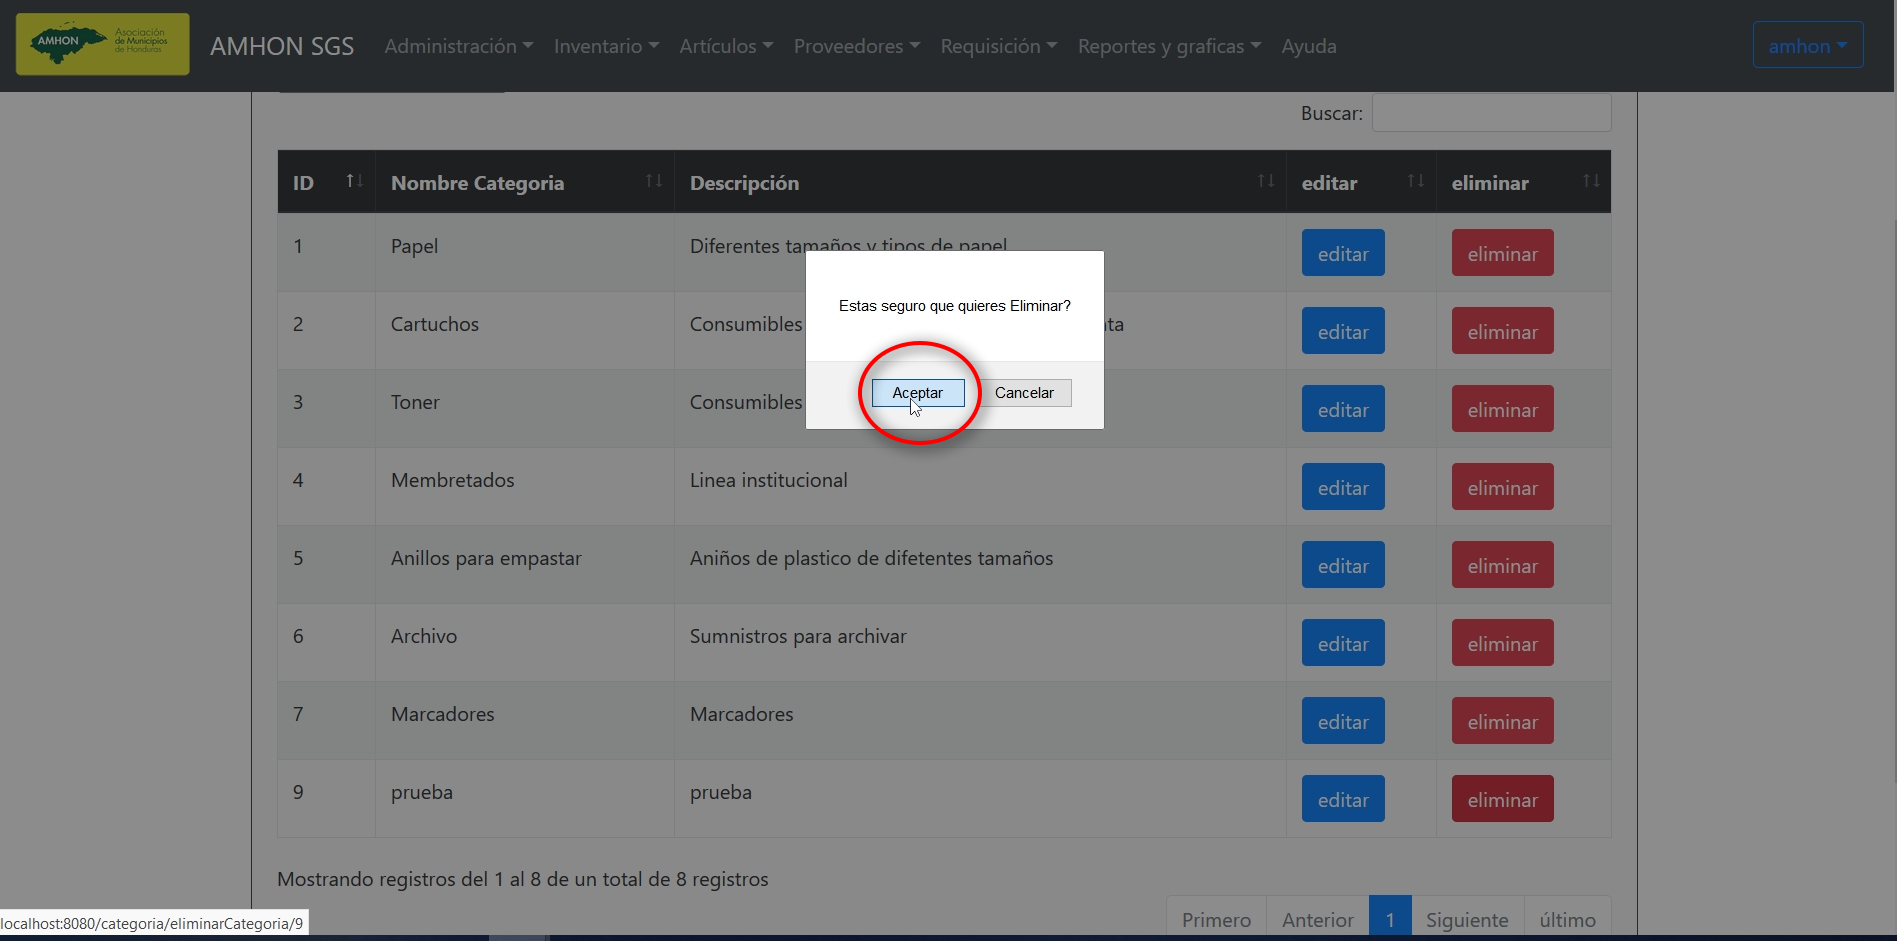 AMHON
Asociación
de Municipios
de Honduras
AMHON SGS Administración Inventario Artículos Proveedores Requisición Reportes y graficas Ayuda amhon
Buscar:
ID Nombre Categoria Descripción editar eliminar
1 Papel Diferentes tamaños y tipos de papel editar eliminar
Estas seguro que quieres Eliminar?
2 Cartuchos Consumibles ta editar eliminar
Aceptar Cancelar
3 Toner Consumibles editar eliminar
4 Membretados Linea institucional editar eliminar
5 Anillos para empastar Aniños de plastico de difetentes tamaños editar eliminar
6 Archivo Sumnistros para archivar editar eliminar
7 Marcadores Marcadores editar eliminar
9 prueba prueba editar eliminar
Mostrando registros del 1 al 8 de un total de 8 registros
Primero Anterior 1 Siguiente último
localhost:8080/categoria/eliminarCategoria/9